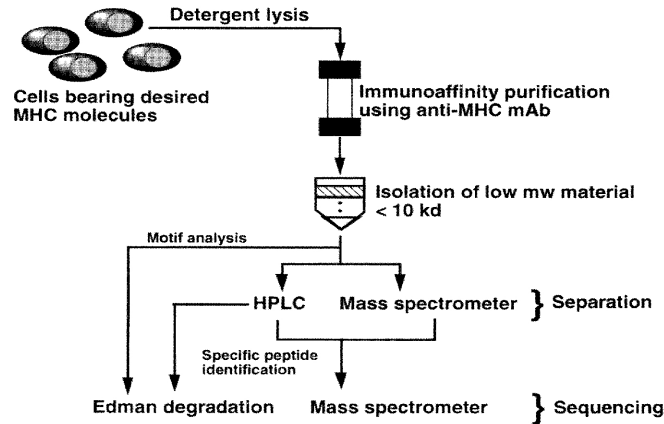 Detergent lysis
Cells bearing desired
MHC molecules
Immunoaffinity purification
using anti-MHC mAb
Isolation of low mw material
< 10 kd
Motif analysis
HPLC
Mass spectrometer
} Separation
Specific peptide
identification
Edman degradation
Mass spectrometer
} Sequencing